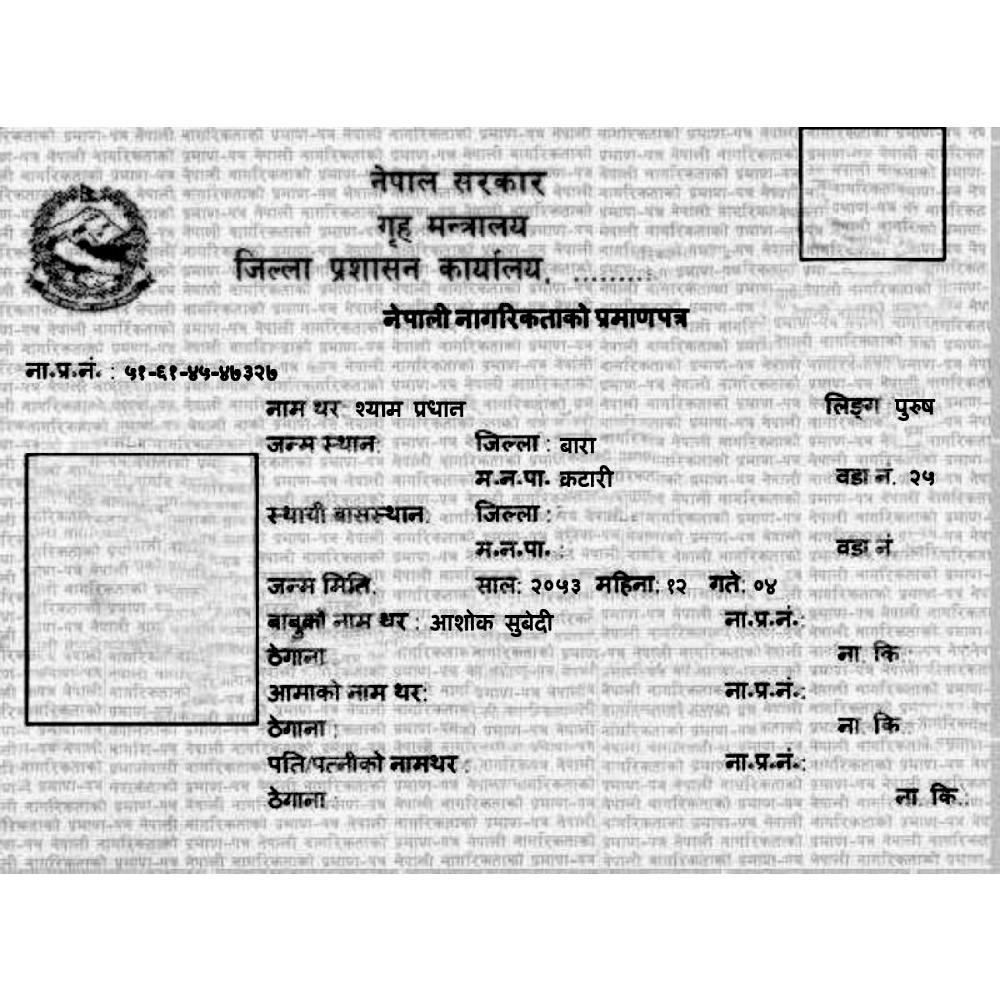 नेपाल सरकार
गृह मन्त्रालय
जिल्ला प्रशासन कार्यालय, .........
नेपाली नागरिकताको प्रमाणपत्र
ना.प्र.नं. : ५१-६१-४५-४७३२७
नाम थर: श्याम प्रधान लिङ्ग पुरुष
जन्म स्थान: जिल्ला : बारा
म.न.पा. क्रटारी वडा नं. २५
स्थायी बासस्थान: जिल्ला :
म.न.पा. : वडा नं.
जन्म मिति: साल: २०५३ महिना: १२ गते: ०४
बाबुको नाम थर : आशोक सुबेदी ना.प्र.नं.:
ठेगाना : ना. कि.:
आमाको नाम थर: ना.प्र.नं.:
ठेगाना : ना. कि.:
पति/पत्नीको नामथर : ना.प्र.नं.:
ठेगाना : ना. कि.: